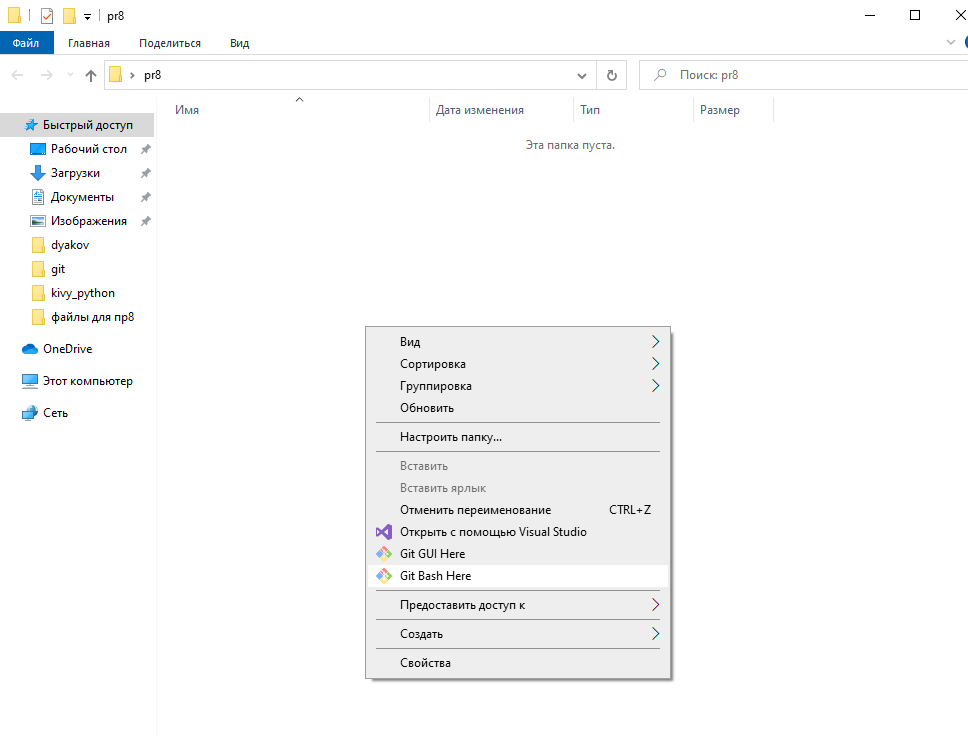 pr8
Файл Главная Поделиться Вид
pr8 Поиск: pr8
Имя Дата изменения Тип Размер
Эта папка пуста.
Быстрый доступ
Рабочий стол
Загрузки
Документы
Изображения
dyakov
git
kivy_python
файлы для пр8
OneDrive
Этот компьютер
Сеть
Вид
Сортировка
Группировка
Обновить
Настроить папку...
Вставить
Вставить ярлык
Отменить переименование CTRL+Z
Открыть с помощью Visual Studio
Git GUI Here
Git Bash Here
Предоставить доступ к
Создать
Свойства